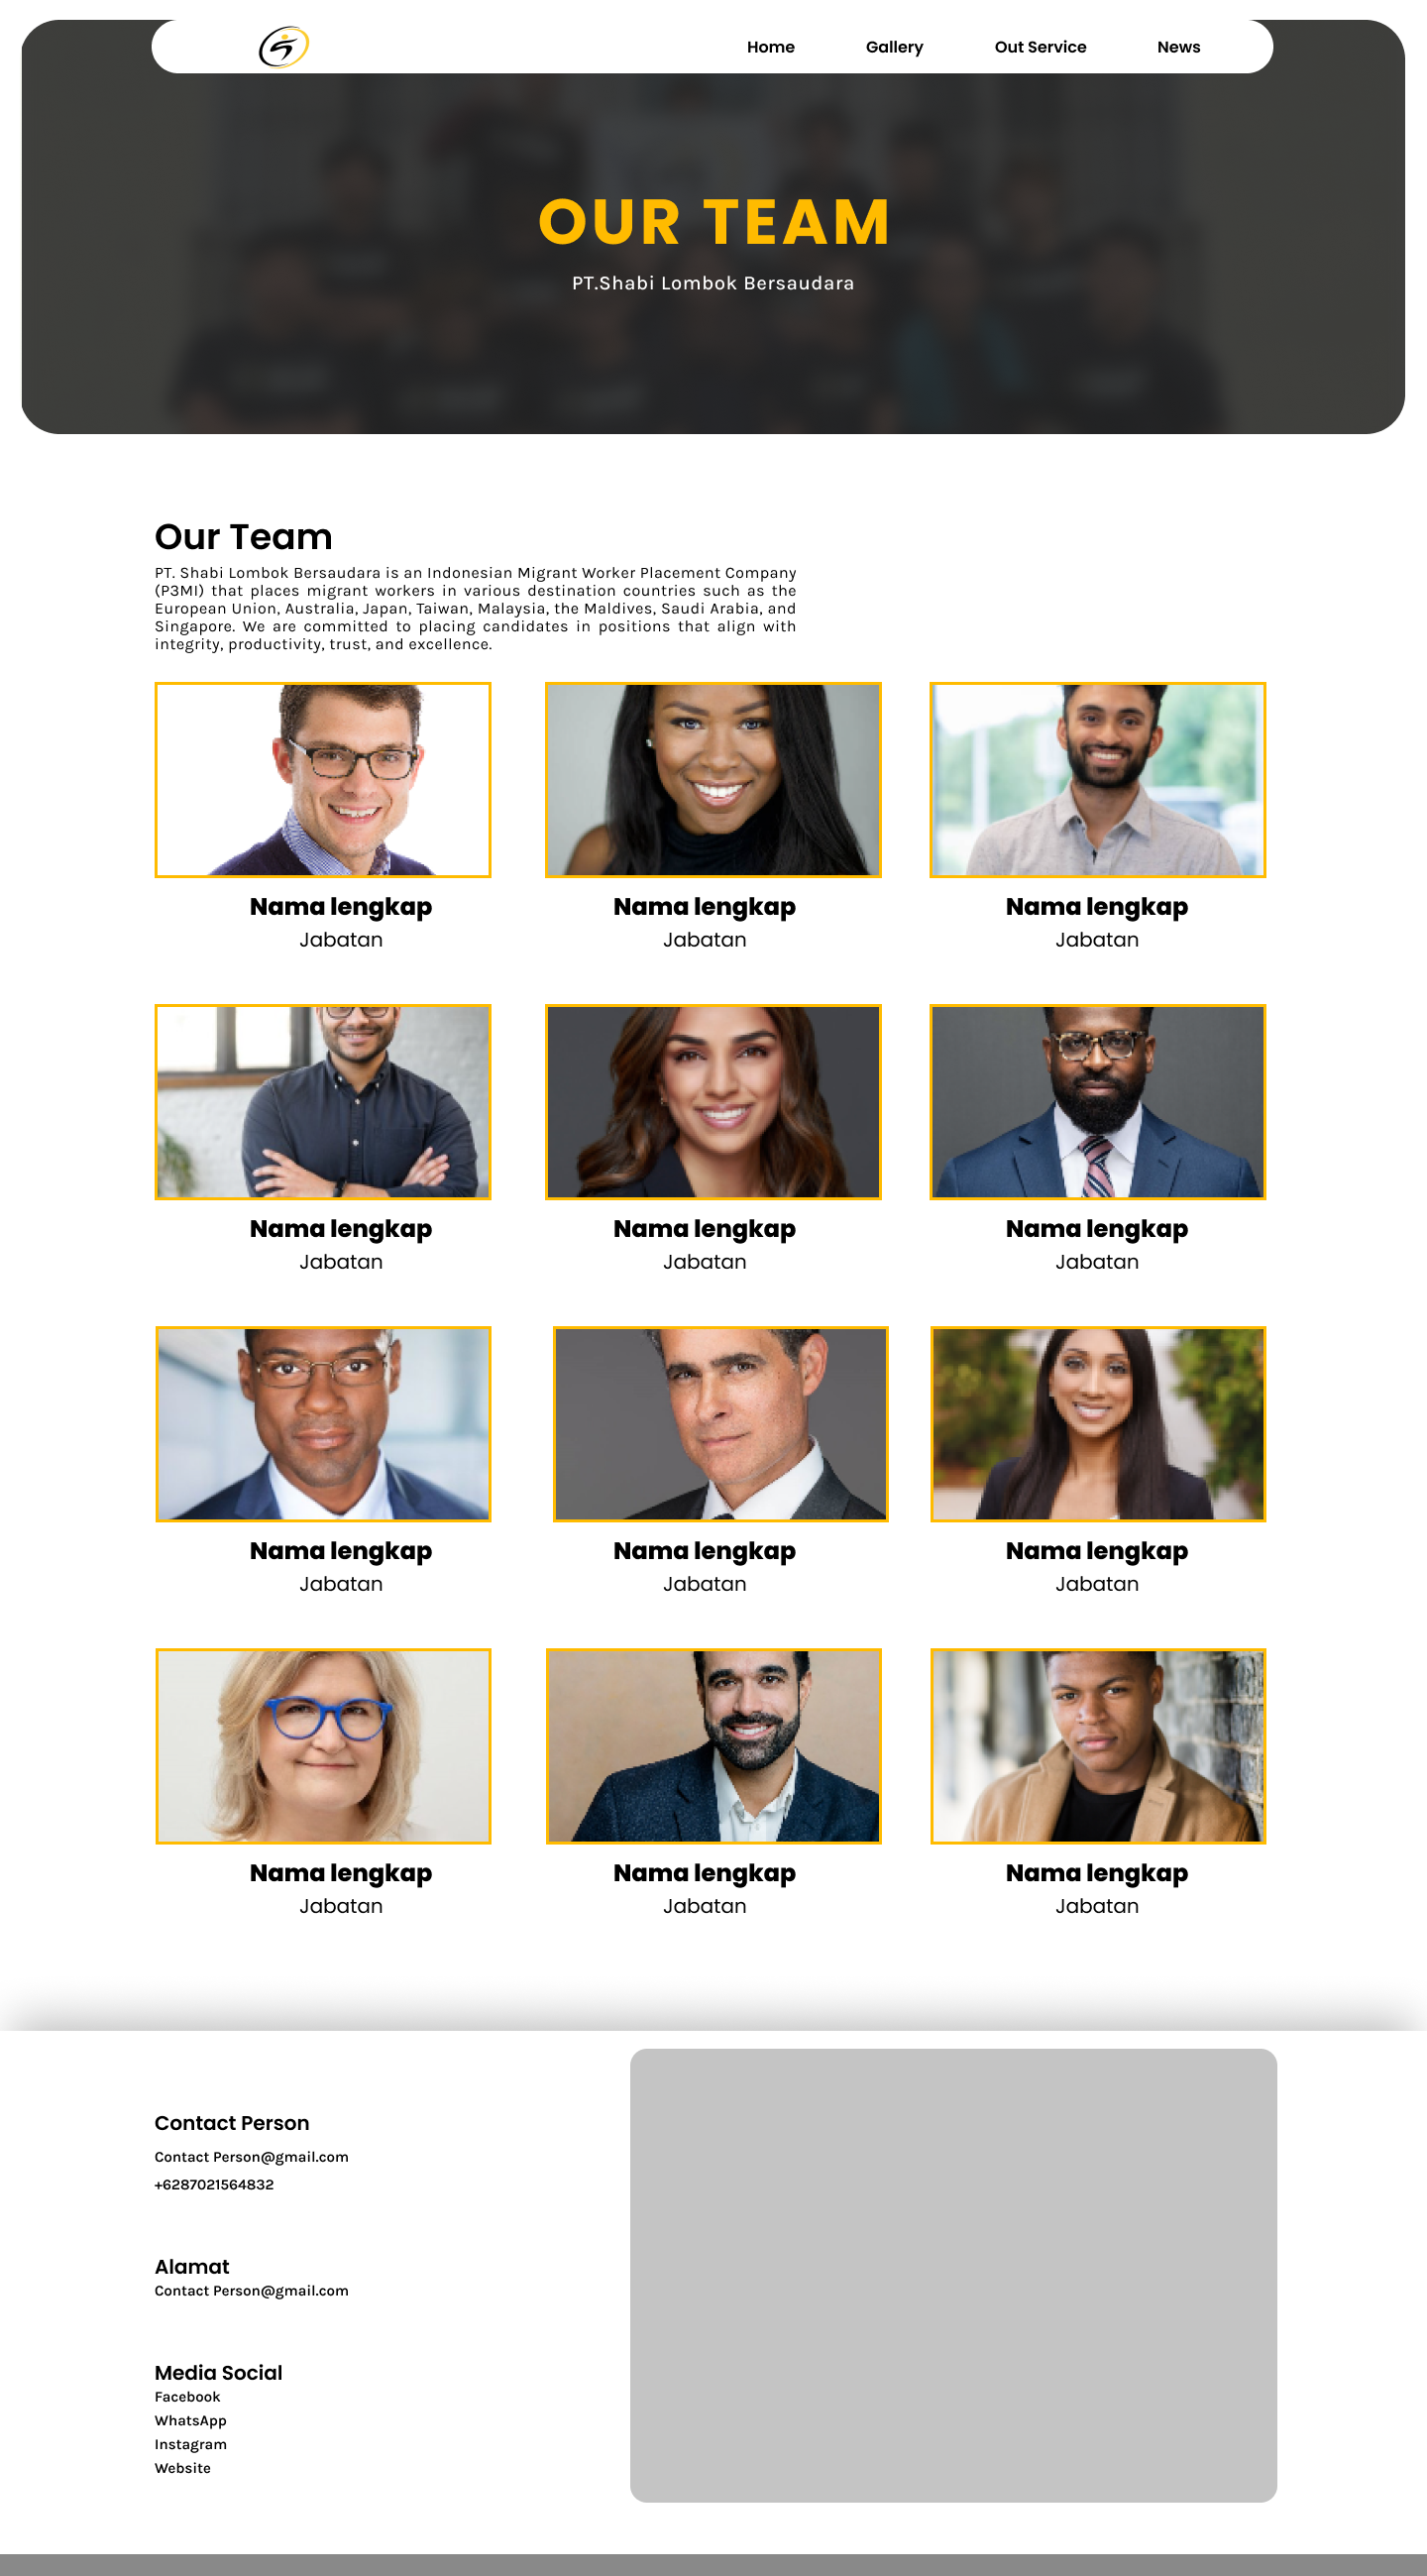 Home Gallery Out Service News
OUR TEAM
PT.Shabi Lombok Bersaudara
Our Team
PT. Shabi Lombok Bersaudara is an Indonesian Migrant Worker Placement Company
(P3MI) that places migrant workers in various destination countries such as the
European Union, Australia, Japan, Taiwan, Malaysia, the Maldives, Saudi Arabia, and
Singapore. We are committed to placing candidates in positions that align with
integrity, productivity, trust, and excellence.
Nama lengkap Nama lengkap Nama lengkap
Jabatan Jabatan Jabatan
Nama lengkap Nama lengkap Nama lengkap
Jabatan Jabatan Jabatan
Nama lengkap Nama lengkap Nama lengkap
Jabatan Jabatan Jabatan
Nama lengkap Nama lengkap Nama lengkap
Jabatan Jabatan Jabatan
Contact Person
Contact Person@gmail.com
+6287021564832
Alamat
Contact Person@gmail.com
Media Social
Facebook
WhatsApp
Instagram
Website